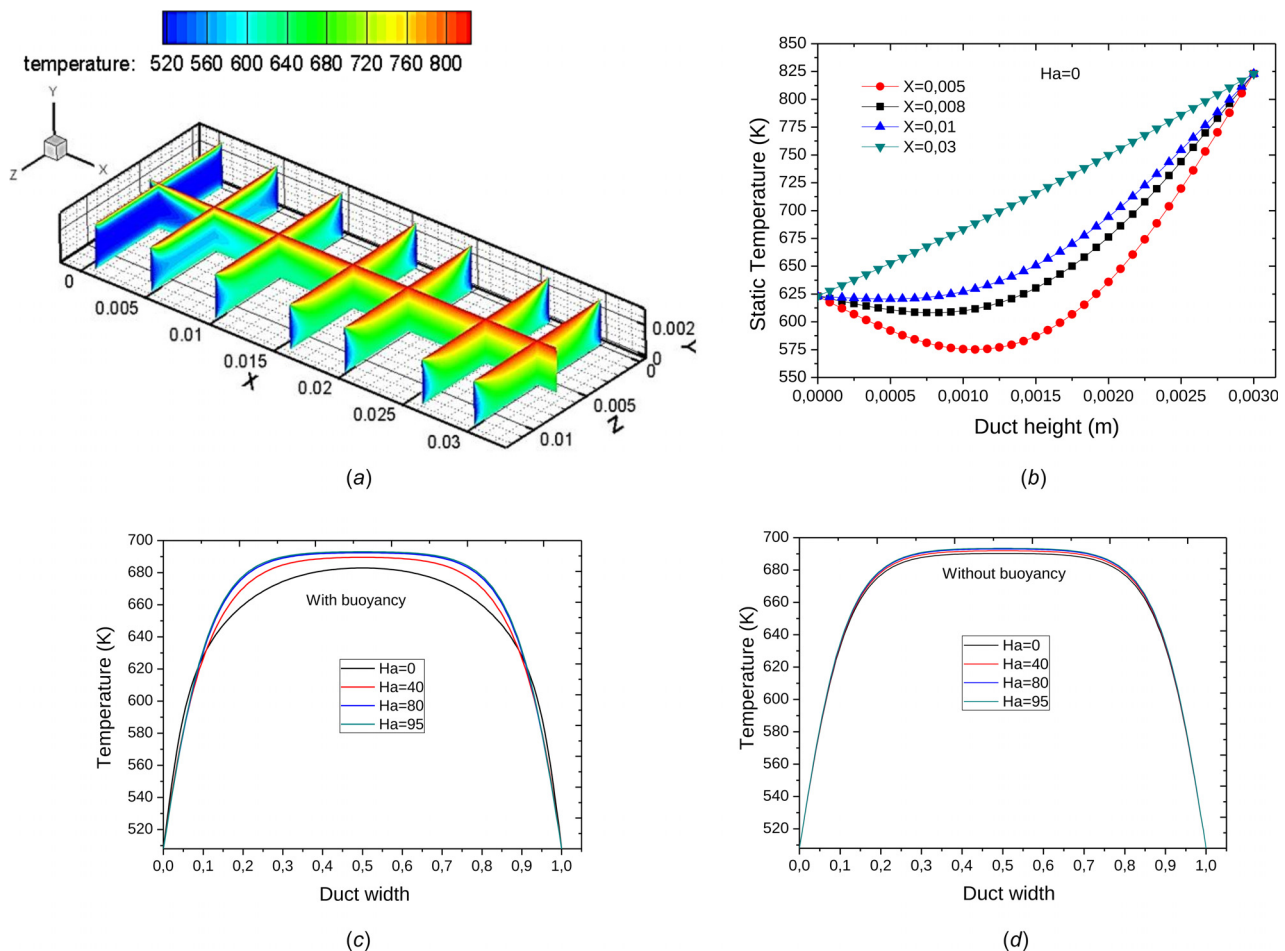 temperature: 520 560 600 640 680 720 760 800
Y
X
Z
0
0.005
0.01
0.015
0.02
0.025
0.03
X
0.002
0
Y
0
0.005
0.01
Z
(a)
850
825
800
775
750
725
700
675
650
625
600
575
550
Static Temperature (K)
Ha=0
X=0,005
X=0,008
X=0,01
X=0,03
0,0000 0,0005 0,0010 0,0015 0,0020 0,0025 0,0030
Duct height (m)
(b)
700
680
660
640
620
600
580
560
540
520
Temperature (K)
With buoyancy
Ha=0
Ha=40
Ha=80
Ha=95
0,0 0,1 0,2 0,3 0,4 0,5 0,6 0,7 0,8 0,9 1,0
Duct width
(c)
700
680
660
640
620
600
580
560
540
520
Temperature (K)
Without buoyancy
Ha=0
Ha=40
Ha=80
Ha=95
0,0 0,1 0,2 0,3 0,4 0,5 0,6 0,7 0,8 0,9 1,0
Duct width
(d)